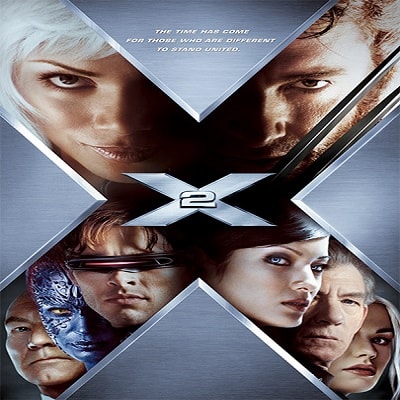 THE TIME HAS COME
FOR THOSE WHO ARE DIFFERENT
TO STAND UNITED.
X2